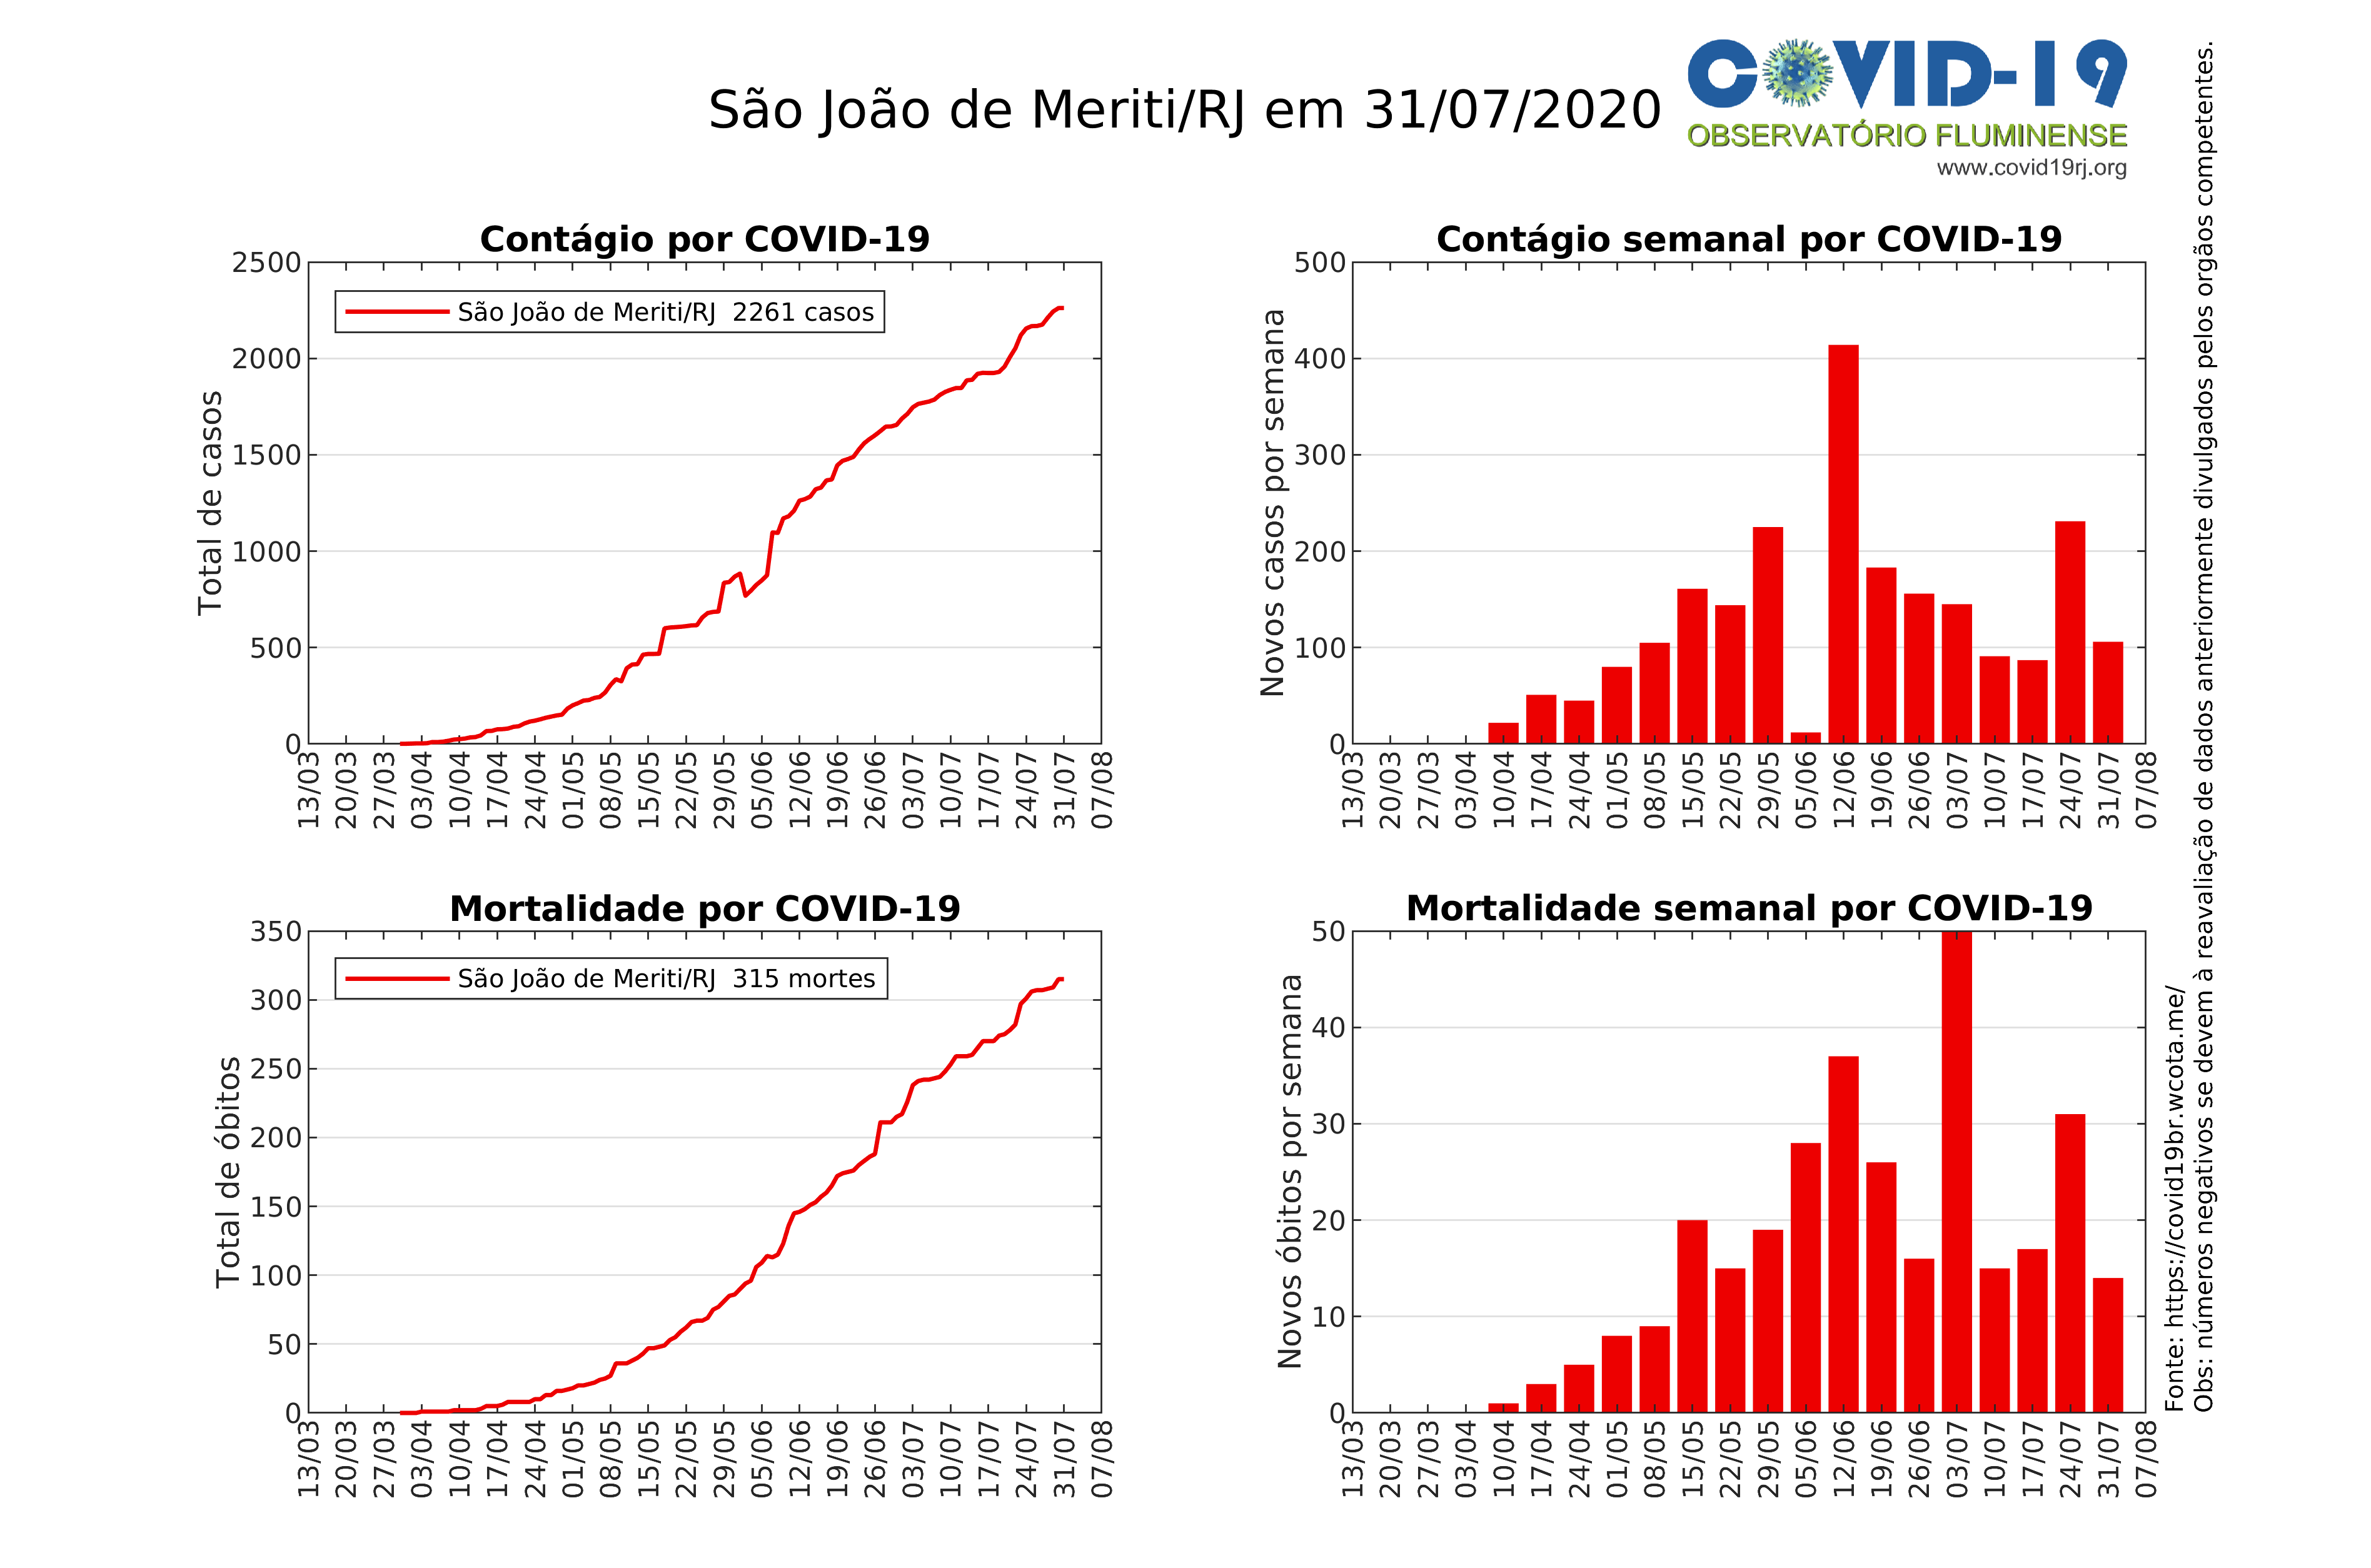 São João de Meriti/RJ em 31/07/2020
COVID-19
OBSERVATÓRIO FLUMINENSE
www.covid19rj.org
Contágio por COVID-19
Total de casos
2500
2000
1500
1000
500
0
São João de Meriti/RJ 2261 casos
13/03 20/03 27/03 03/04 10/04 17/04 24/04 01/05 08/05 15/05 22/05 29/05 05/06 12/06 19/06 26/06 03/07 10/07 17/07 24/07 31/07 07/08
Contágio semanal por COVID-19
Novos casos por semana
500
400
300
200
100
0
13/03 20/03 27/03 03/04 10/04 17/04 24/04 01/05 08/05 15/05 22/05 29/05 05/06 12/06 19/06 26/06 03/07 10/07 17/07 24/07 31/07 07/08
Mortalidade por COVID-19
Total de óbitos
350
300
250
200
150
100
50
0
São João de Meriti/RJ 315 mortes
13/03 20/03 27/03 03/04 10/04 17/04 24/04 01/05 08/05 15/05 22/05 29/05 05/06 12/06 19/06 26/06 03/07 10/07 17/07 24/07 31/07 07/08
Mortalidade semanal por COVID-19
Novos óbitos por semana
50
40
30
20
10
0
13/03 20/03 27/03 03/04 10/04 17/04 24/04 01/05 08/05 15/05 22/05 29/05 05/06 12/06 19/06 26/06 03/07 10/07 17/07 24/07 31/07 07/08
Fonte: https://covid19br.wcota.me/
Obs: números negativos se devem à reavaliação de dados anteriormente divulgados pelos orgãos competentes.